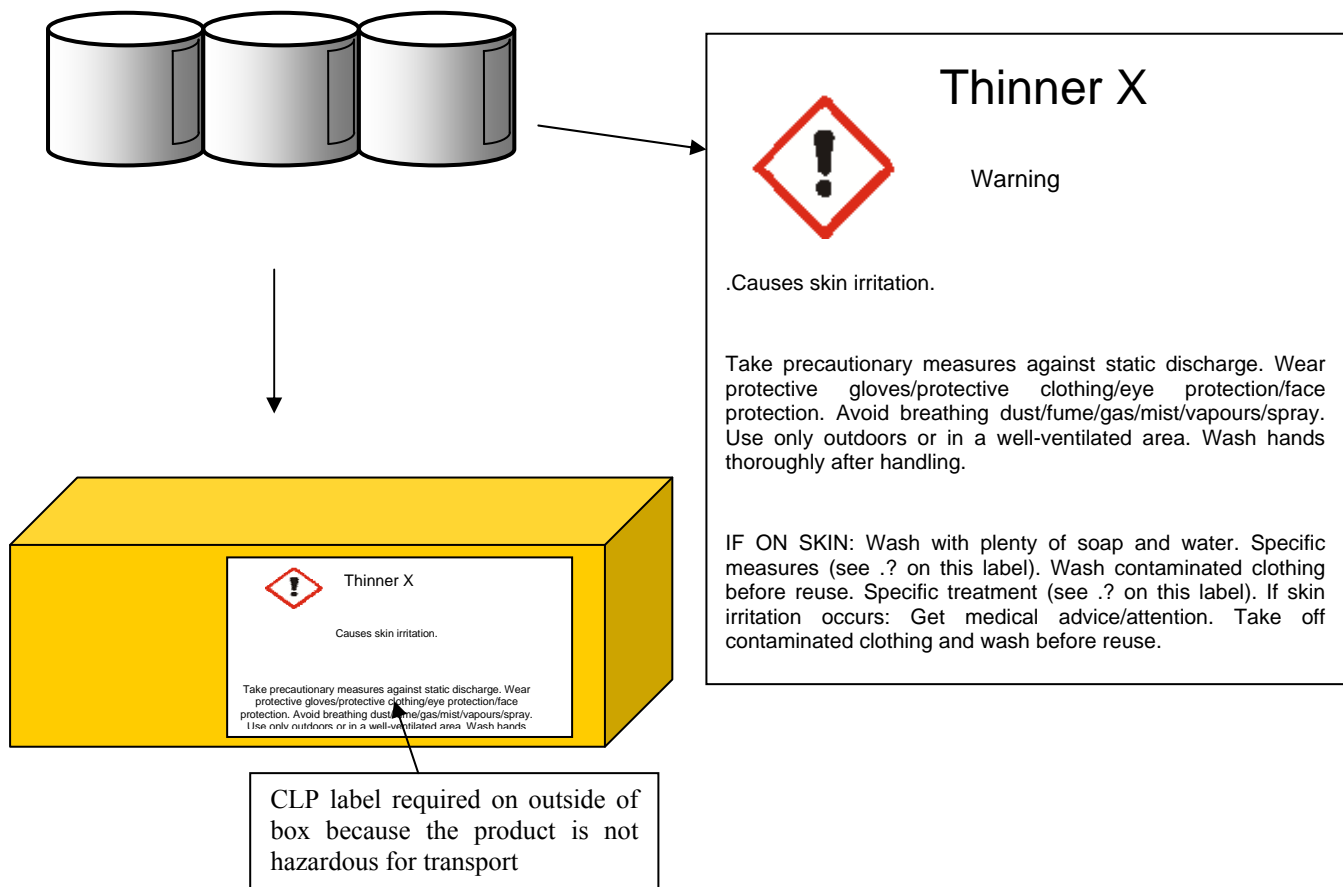 Thinner X
Warning
.Causes skin irritation.
Take precautionary measures against static discharge. Wear
protective gloves/protective clothing/eye protection/face
protection. Avoid breathing dust/fume/gas/mist/vapours/spray.
Use only outdoors or in a well-ventilated area. Wash hands
thoroughly after handling.
IF ON SKIN: Wash with plenty of soap and water. Specific
measures (see .? on this label). Wash contaminated clothing
before reuse. Specific treatment (see .? on this label). If skin
irritation occurs: Get medical advice/attention. Take off
contaminated clothing and wash before reuse.
Thinner X
Causes skin irritation.
Take precautionary measures against static discharge. Wear
protective gloves/protective clothing/eye protection/face
protection. Avoid breathing dust/fume/gas/mist/vapours/spray.
Use only outdoors or in a well-ventilated area. Wash hands
CLP label required on outside of
box because the product is not
hazardous for transport